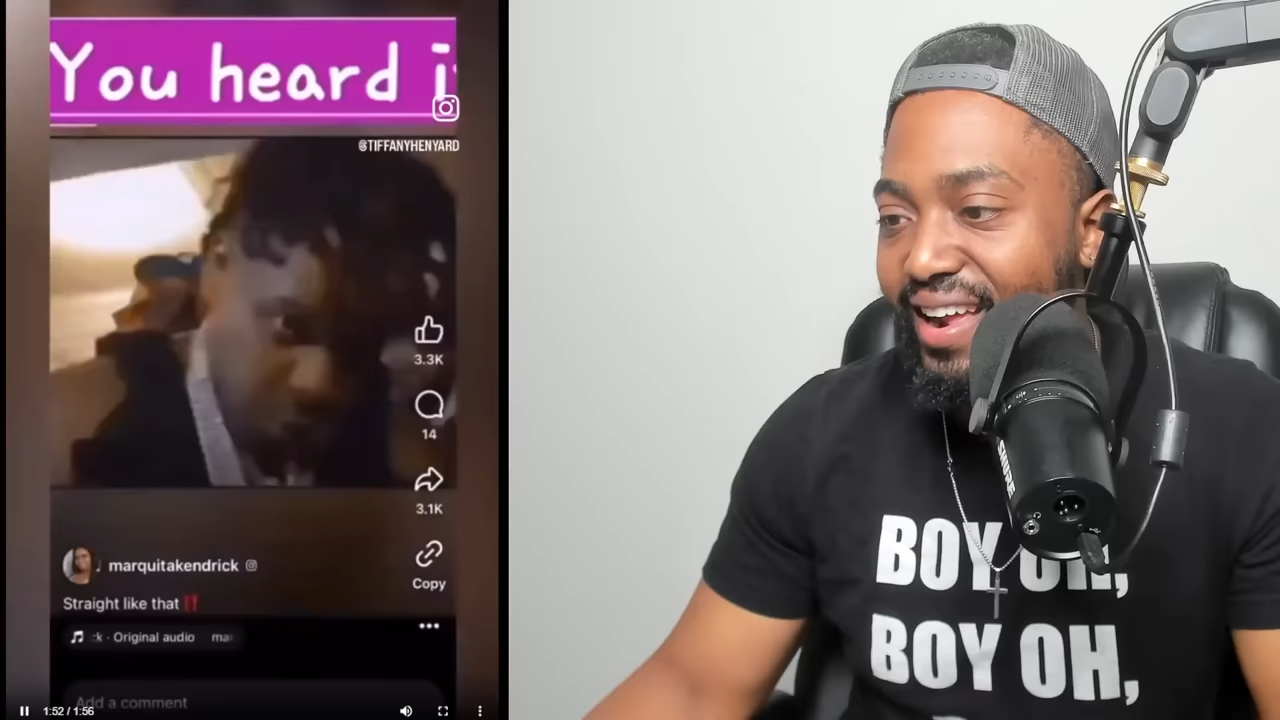 You heard i
@TIFFANYHENYARD
3.3K
14
3.1K
Copy
marquitakendrick
Straight like that
k · Original audio
Add a comment
1:52 / 1:56
SHURE
BOY OH,
BOY OH,